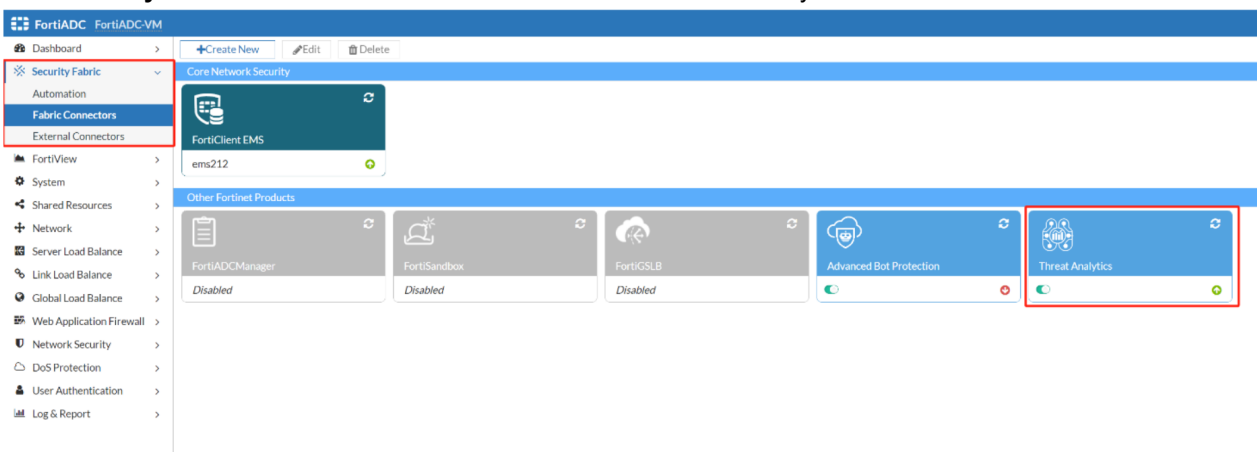 FortiADC FortiADC-VM
Dashboard
Security Fabric
Automation
Fabric Connectors
External Connectors
FortiView
System
Shared Resources
Network
Server Load Balance
Link Load Balance
Global Load Balance
Web Application Firewall
Network Security
DoS Protection
User Authentication
Log & Report
+Create New Edit Delete
Core Network Security
FortiClient EMS
ems212
Other Fortinet Products
FortiADCManager
Disabled
FortiSandbox
Disabled
FortiGSLB
Disabled
Advanced Bot Protection
Threat Analytics